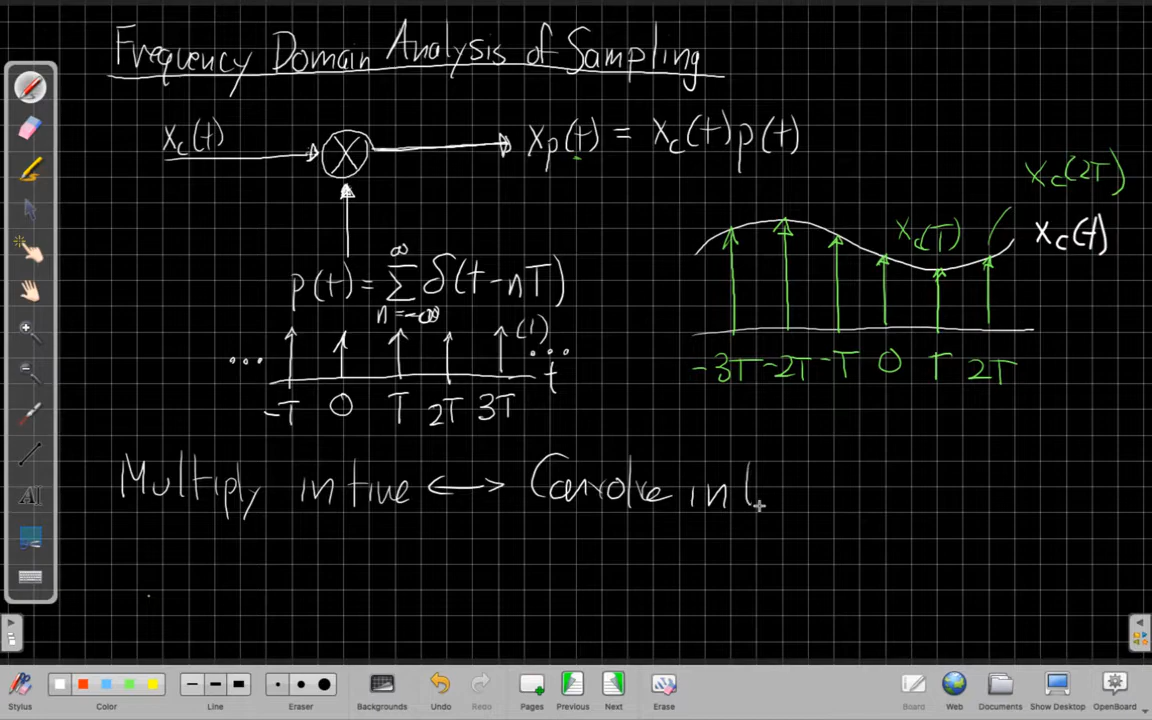 Frequency Domain Analysis of Sampling
xc(t)
xp(t) = xc(t)p(t)
xc(2T)
xc(T)
xc(t)
p(t) = ∞ ∑ n=-∞ δ(t-nT)
(1)
... ... t
-T 0 T 2T 3T
-3T -2T -T 0 T 2T
Multiply in time ⟷ Convolve in
Stylus Color Line Eraser Backgrounds Undo Redo Pages Previous Next Erase Board Web Documents Show Desktop OpenBoard